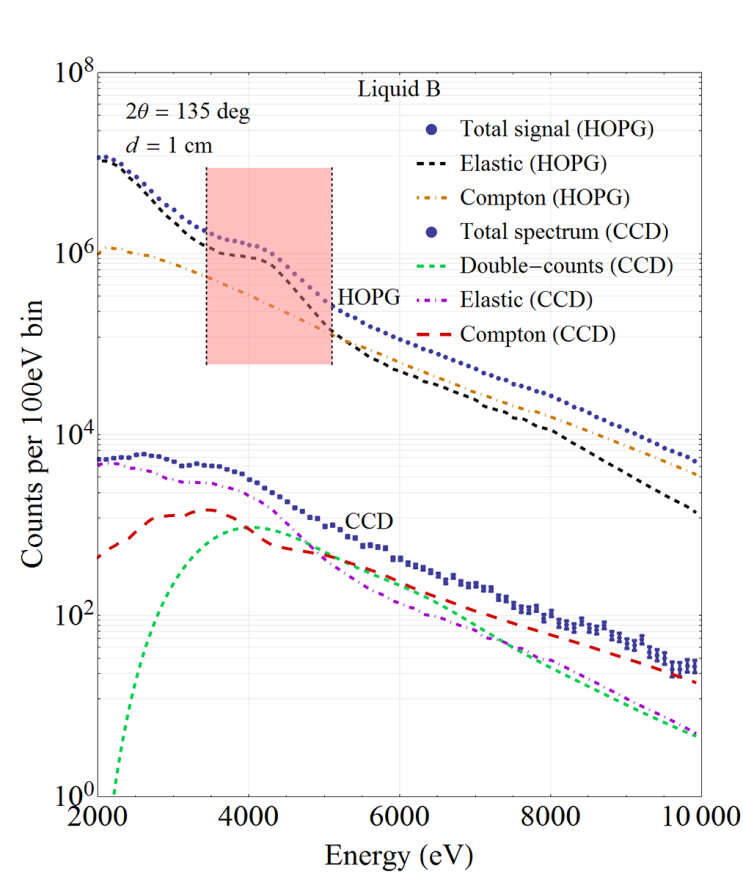 Liquid B
2θ = 135 deg
d = 1 cm
Total signal (HOPG)
Elastic (HOPG)
Compton (HOPG)
Total spectrum (CCD)
Double−counts (CCD)
Elastic (CCD)
Compton (CCD)
HOPG
CCD
10^8
10^6
10^4
10^2
10^0
Counts per 100eV bin
2000 4000 6000 8000 10 000
Energy (eV)